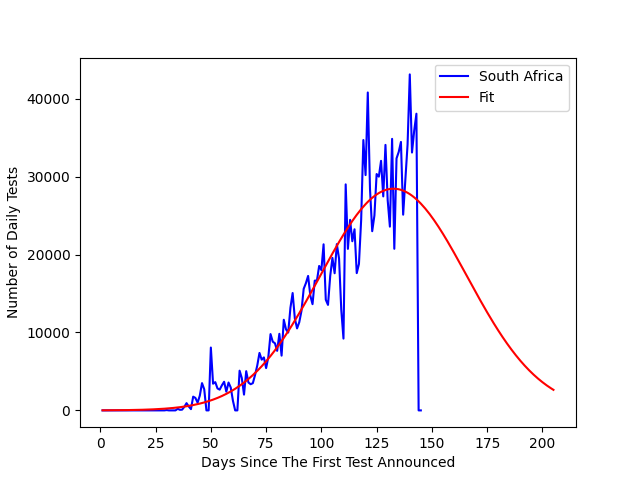 South Africa
Fit
40000
30000
20000
10000
0
Number of Daily Tests
0 25 50 75 100 125 150 175 200
Days Since The First Test Announced